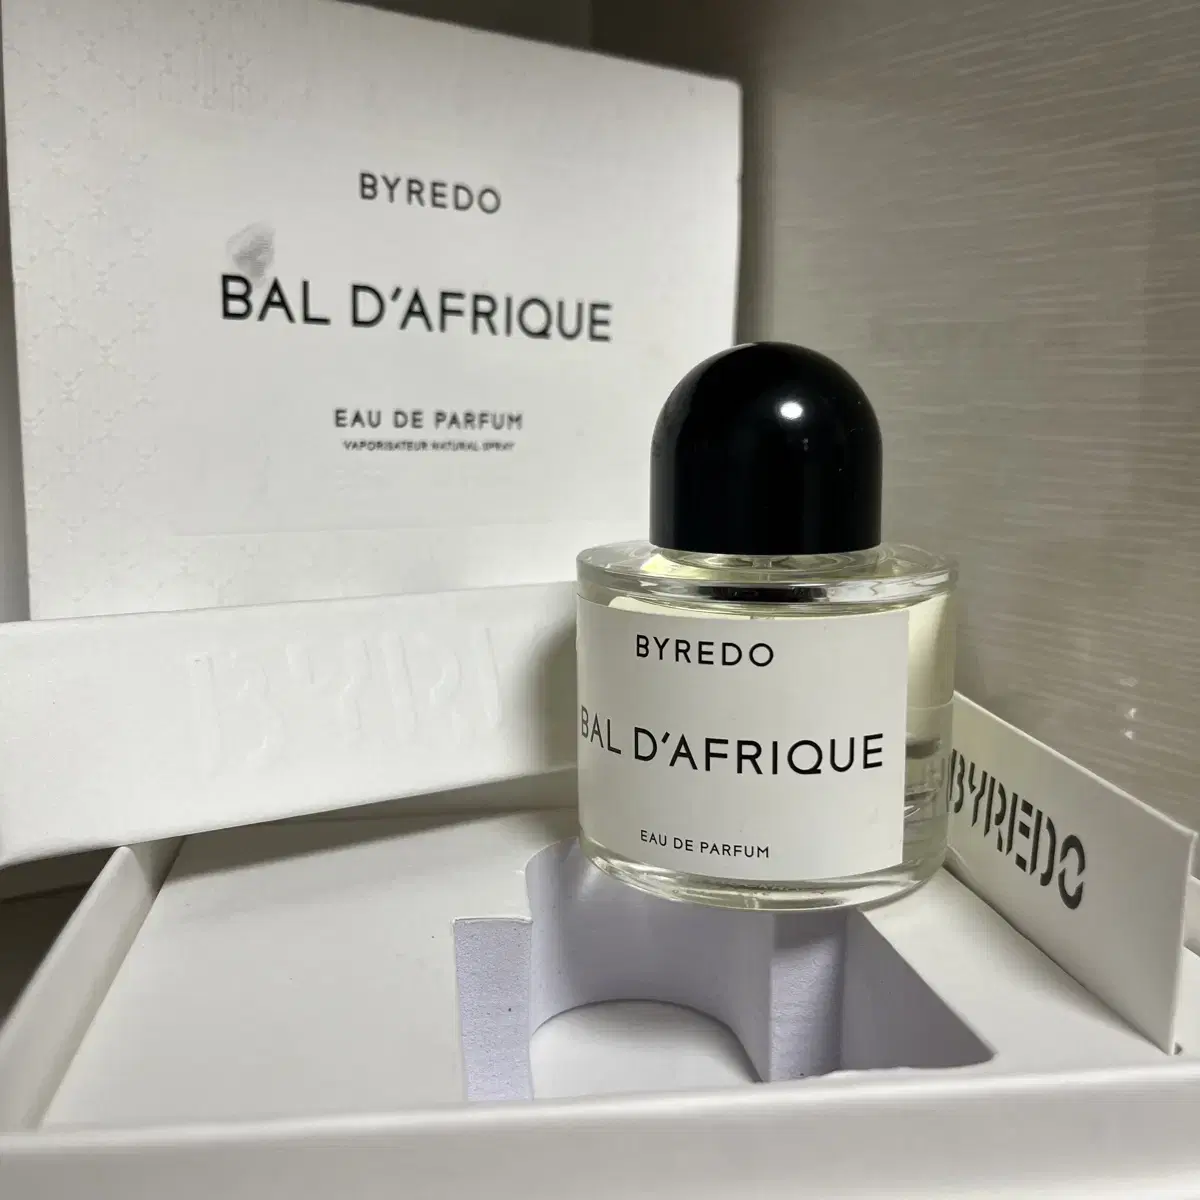 BYREDO
BAL D'AFRIQUE
EAU DE PARFUM
VAPORISATEUR NATURAL SPRAY
BYREDO
BAL D'AFRIQUE
EAU DE PARFUM
BYREDO